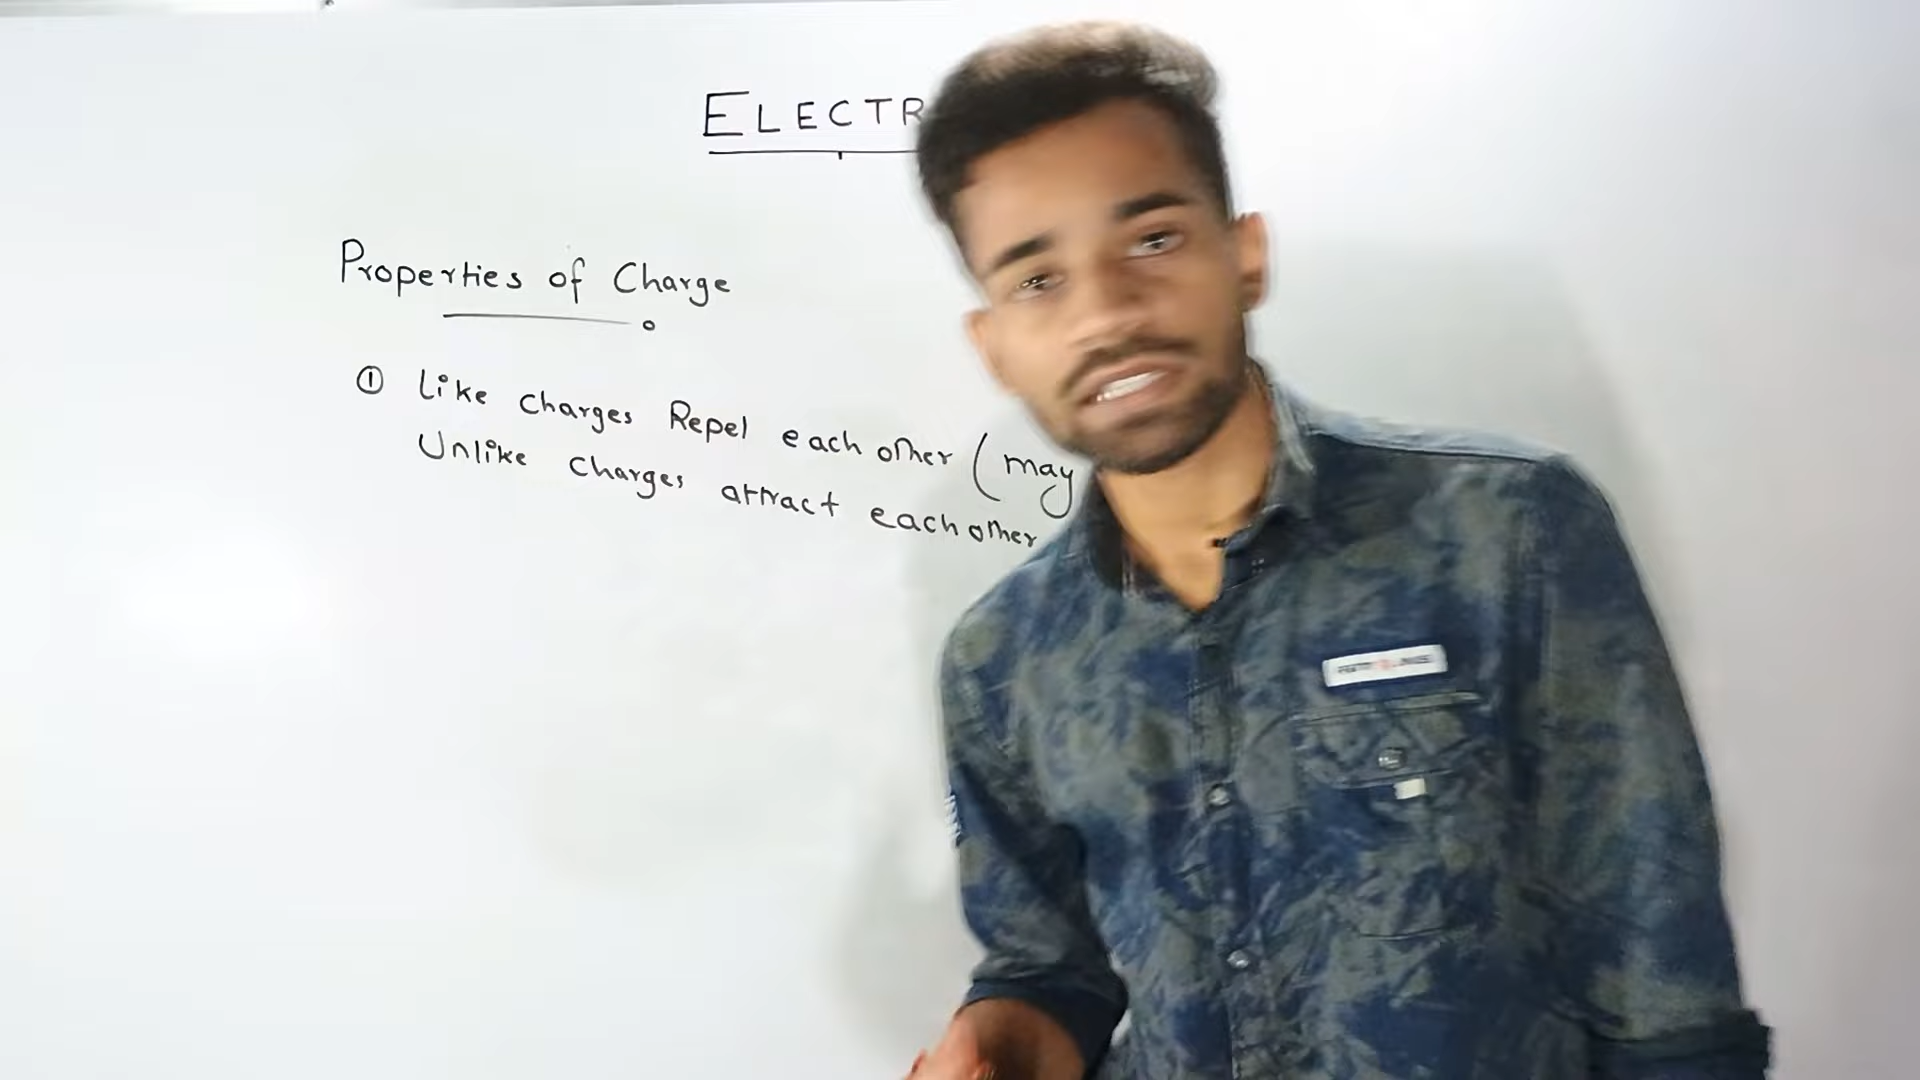 ELECTR
Properties of Charge
① Like Charges Repel each other (may
Unlike Charges attract each other